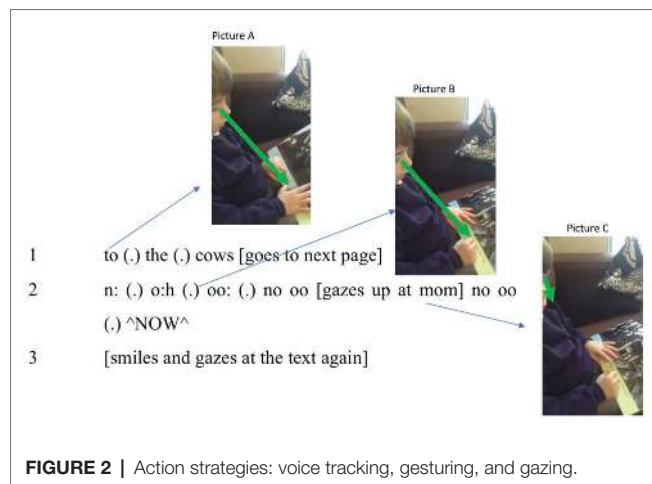 Picture A
Picture B
Picture C
1 to (.) the (.) cows [goes to next page]
2 n: (.) o:h (.) oo: (.) no oo [gazes up at mom] no oo
(.) ^NOW^
3 [smiles and gazes at the text again]
FIGURE 2 | Action strategies: voice tracking, gesturing, and gazing.